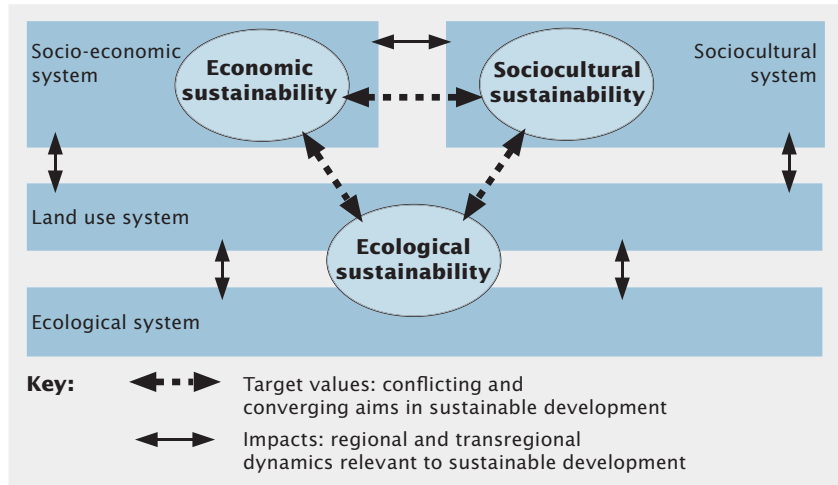 Socio-economic
system
Economic
sustainability
Sociocultural
sustainability
Sociocultural
system
Land use system
Ecological
sustainability
Ecological system
Key:
Target values: conflicting and
converging aims in sustainable development
Impacts: regional and transregional
dynamics relevant to sustainable development